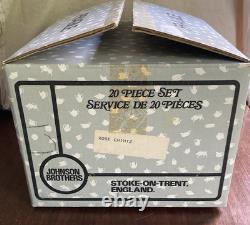 20 PIECE SET
SERVICE DE 20 PIÈCES
ROSE CHINTZ
JOHNSON
BROTHERS
STOKE-ON-TRENT,
ENGLAND.